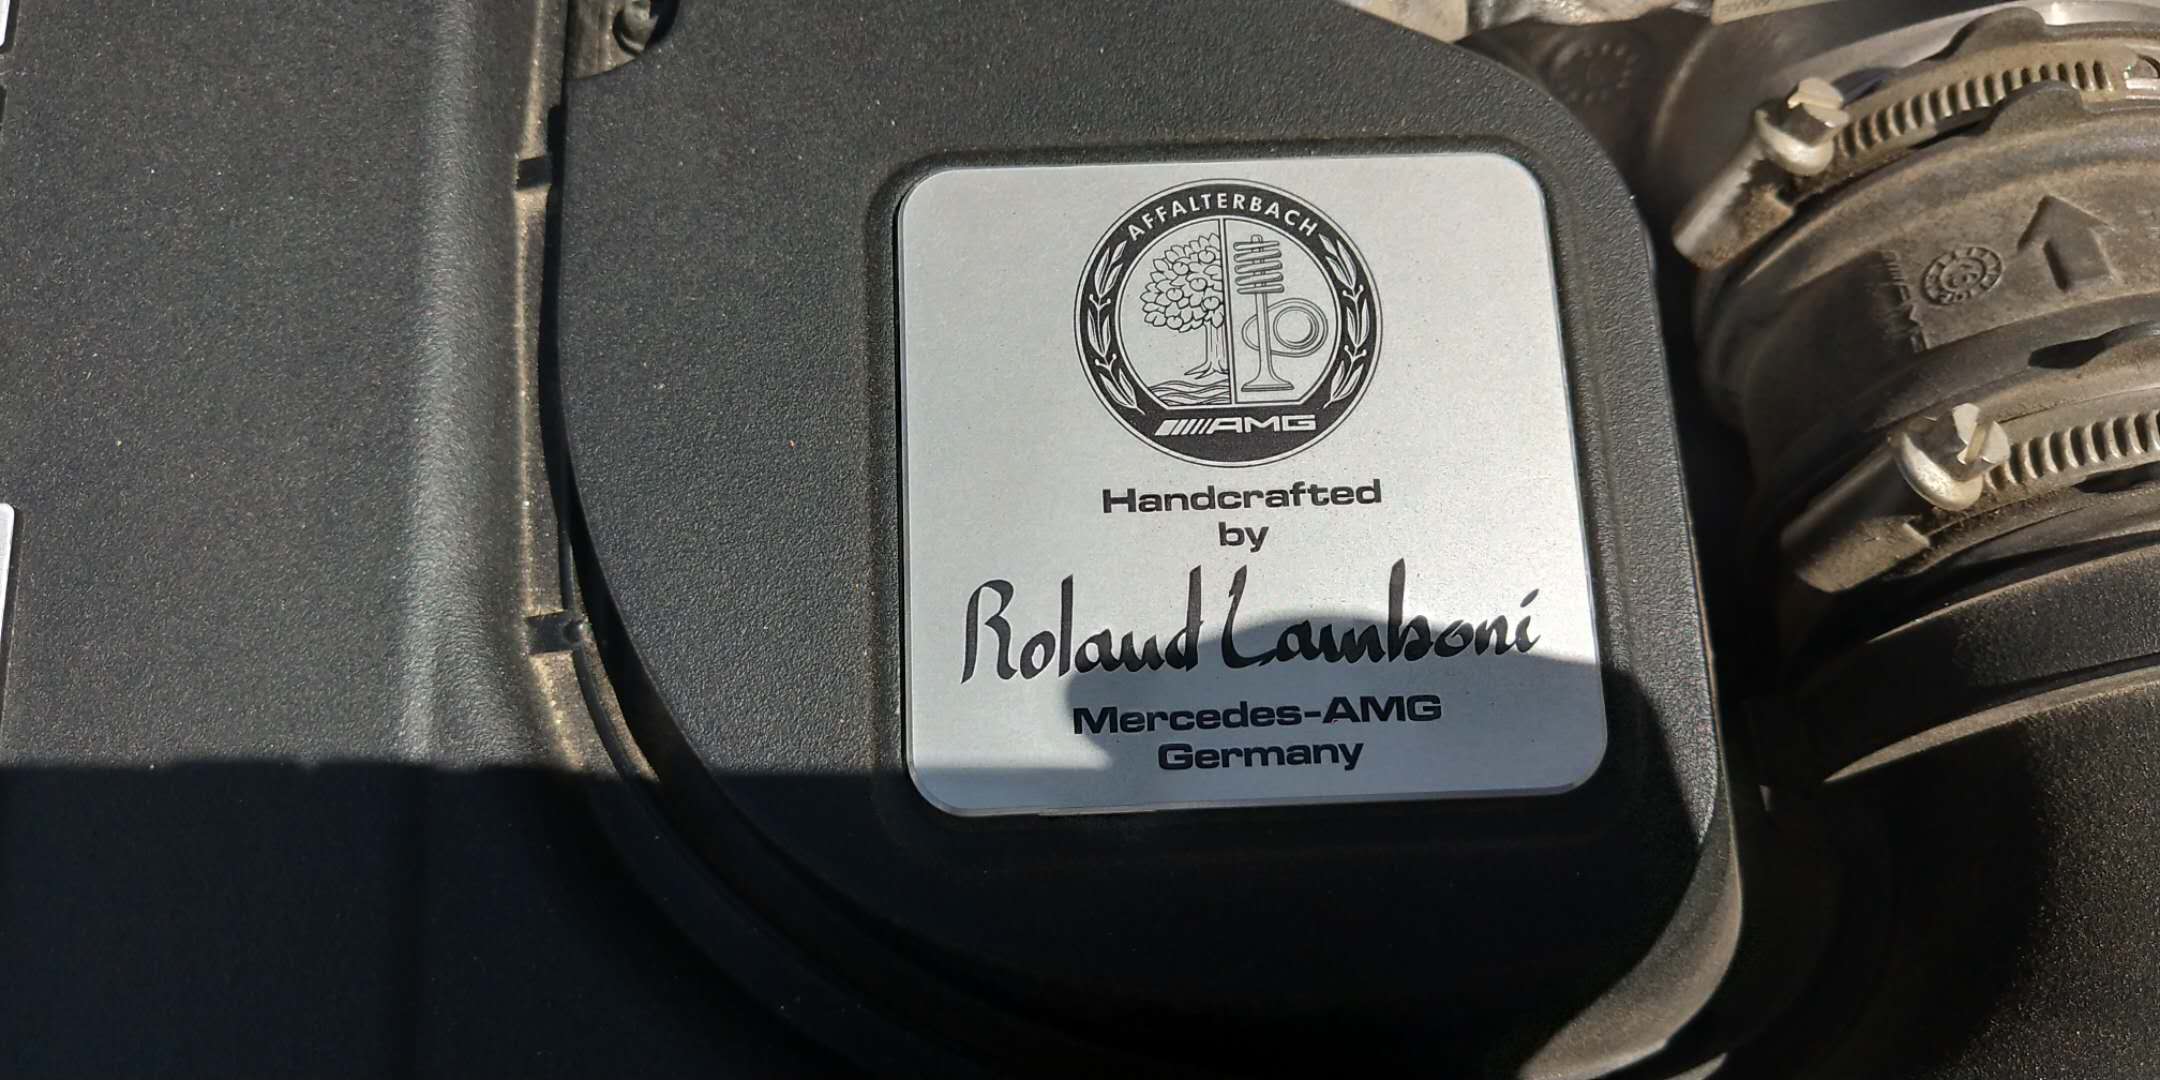 AFFALTERBACH
AMG
Handcrafted
by
Roland Lamboni
Mercedes-AMG
Germany